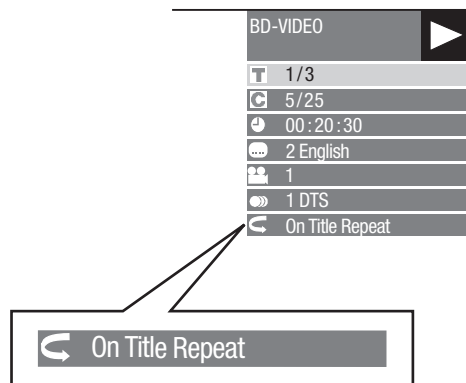 BD-VIDEO
T 1/3
C 5/25
00:20:30
2 English
1
1 DTS
On Title Repeat
On Title Repeat